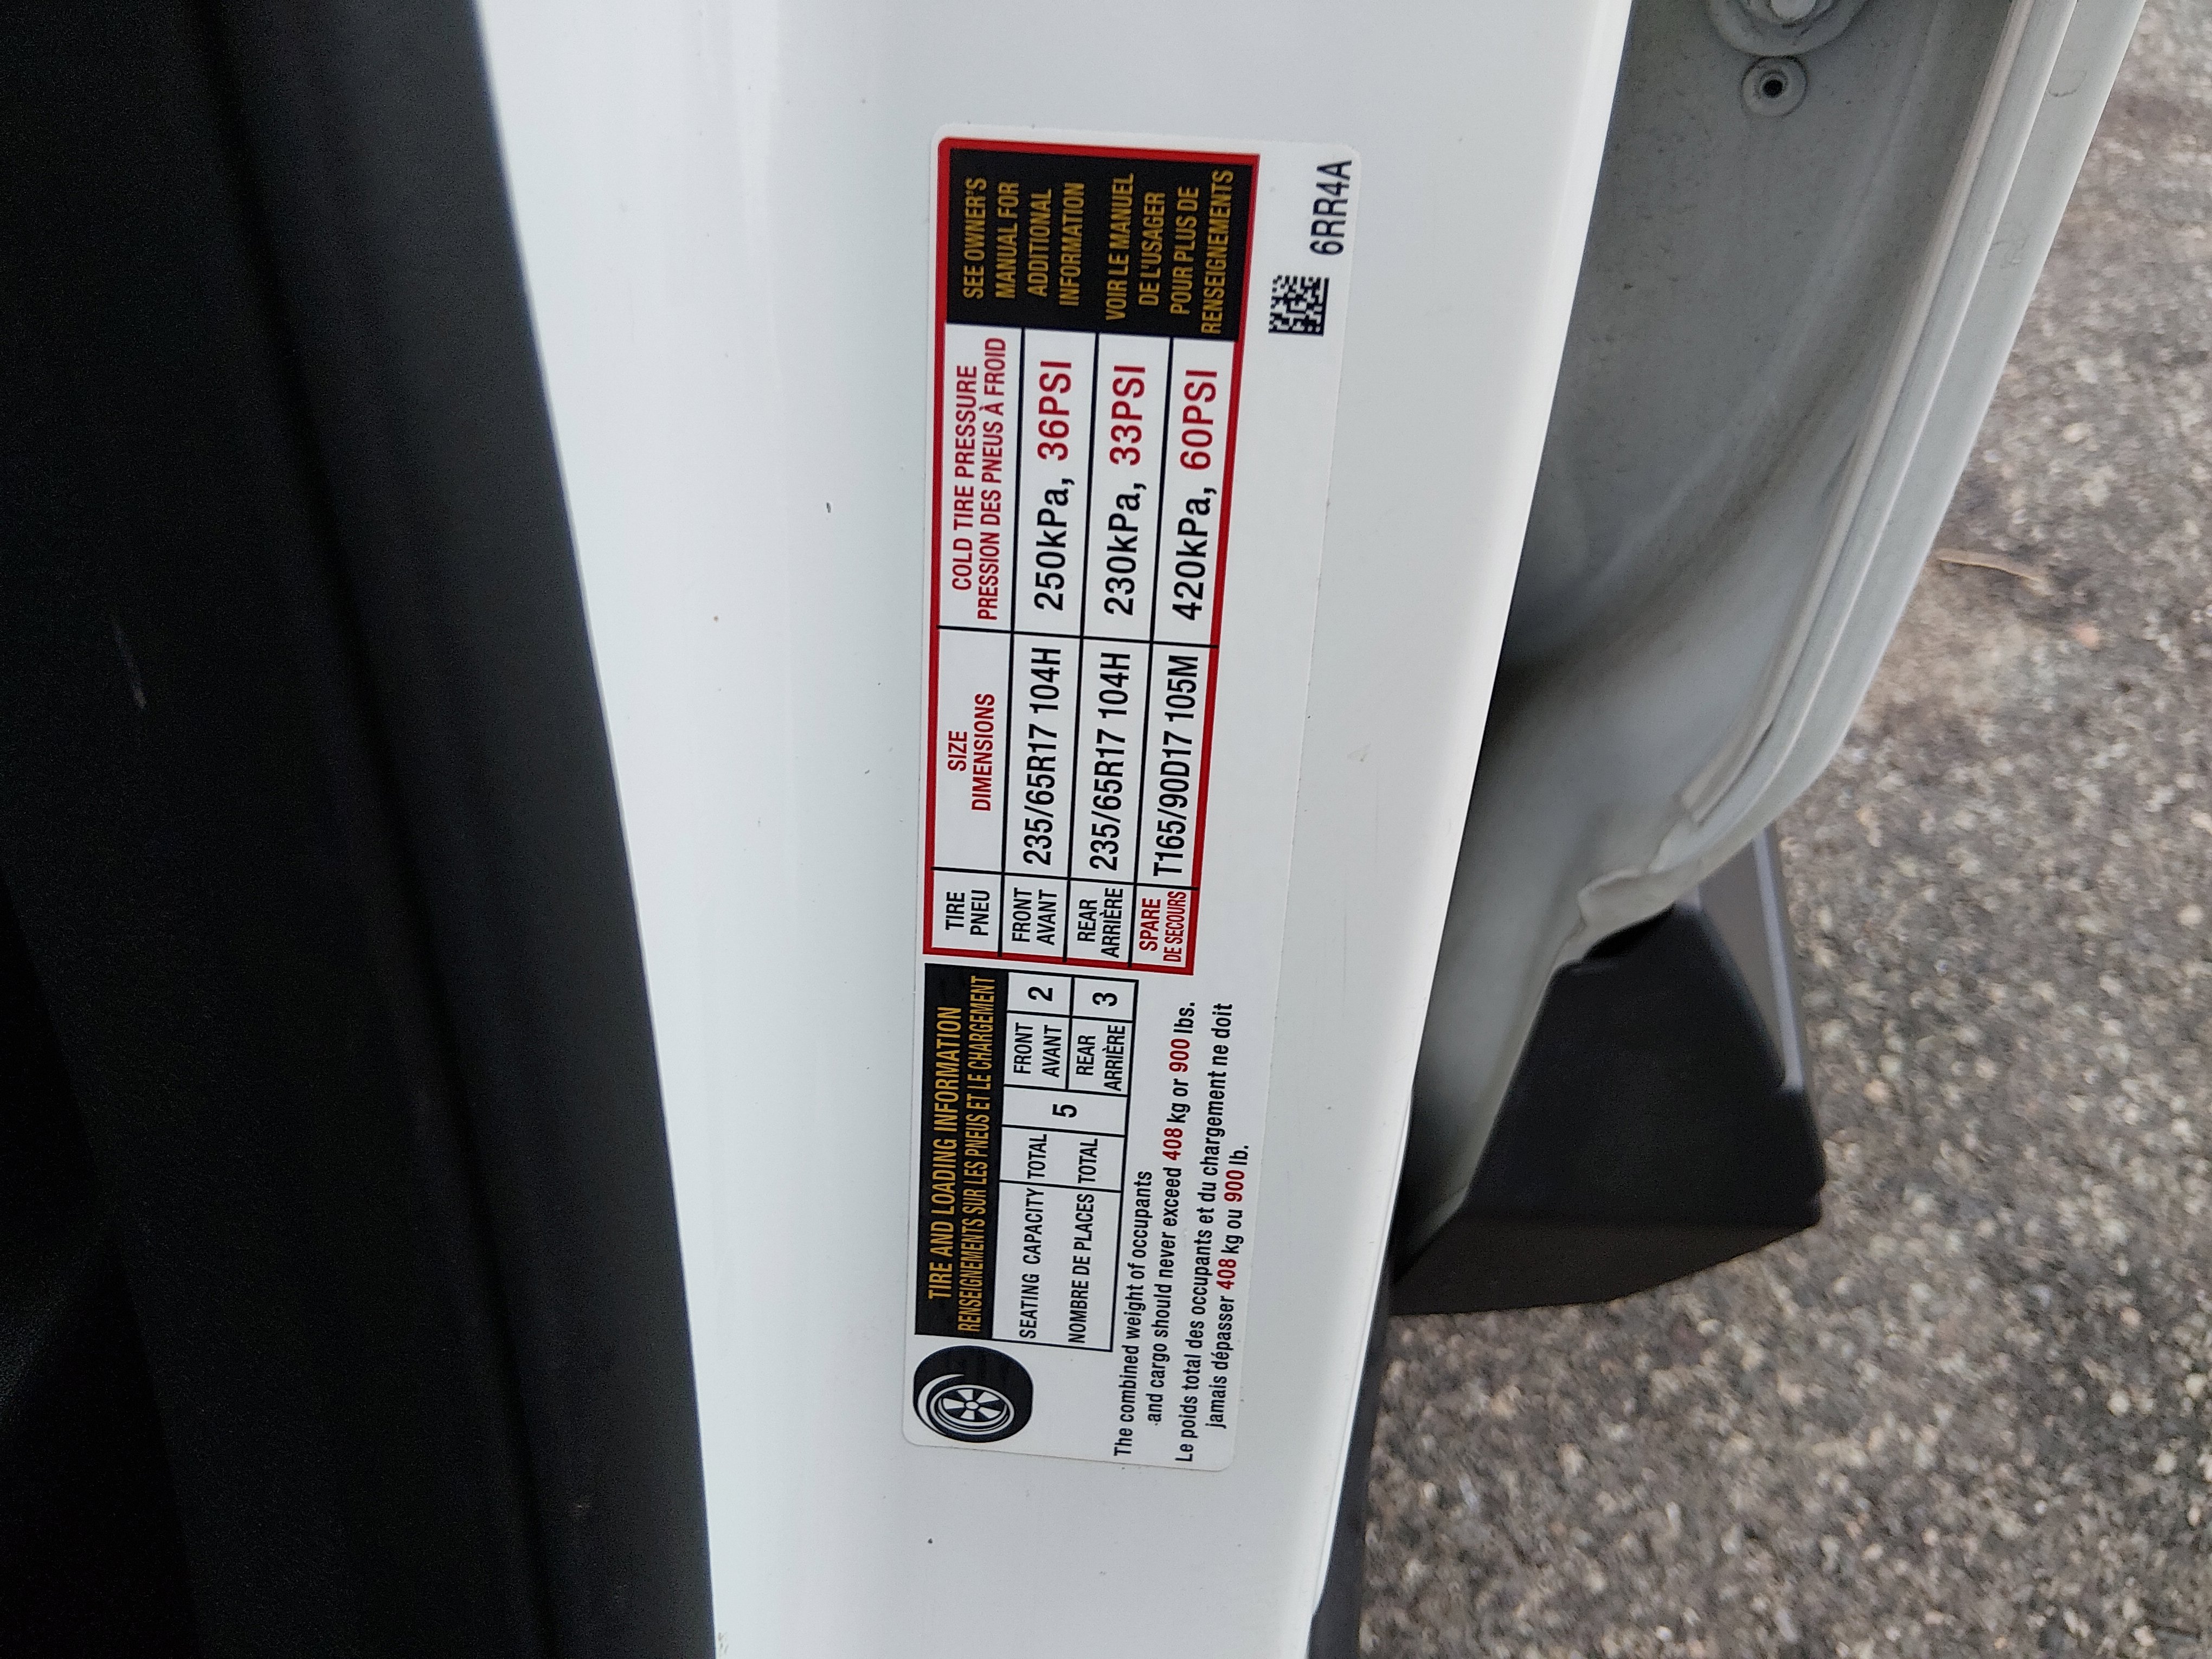 TIRE AND LOADING INFORMATION
RENSEIGNEMENTS SUR LES PNEUS ET LE CHARGEMENT
SEATING CAPACITY TOTAL
NOMBRE DE PLACES TOTAL
5
FRONT
AVANT
2
REAR
ARRIÈRE
3
The combined weight of occupants
and cargo should never exceed 408 kg or 900 lbs.
Le poids total des occupants et du chargement ne doit
jamais dépasser 408 kg ou 900 lb.
TIRE
PNEU
SIZE
DIMENSIONS
COLD TIRE PRESSURE
PRESSION DES PNEUS À FROID
FRONT
AVANT
235/65R17 104H
250kPa, 36PSI
REAR
ARRIÈRE
235/65R17 104H
230kPa, 33PSI
SPARE
DE SECOURS
T165/90D17 105M
420kPa, 60PSI
SEE OWNER'S
MANUAL FOR
ADDITIONAL
INFORMATION
VOIR LE MANUEL
DE L'USAGER
POUR PLUS DE
RENSEIGNEMENTS
6RR4A